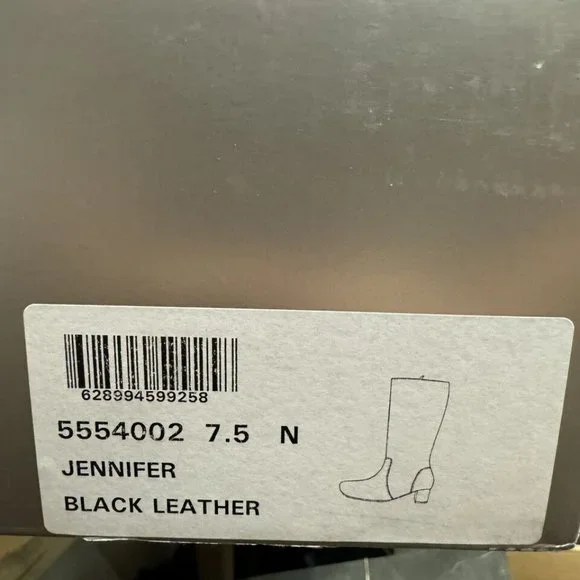 628994599258
5554002 7.5 N
JENNIFER
BLACK LEATHER